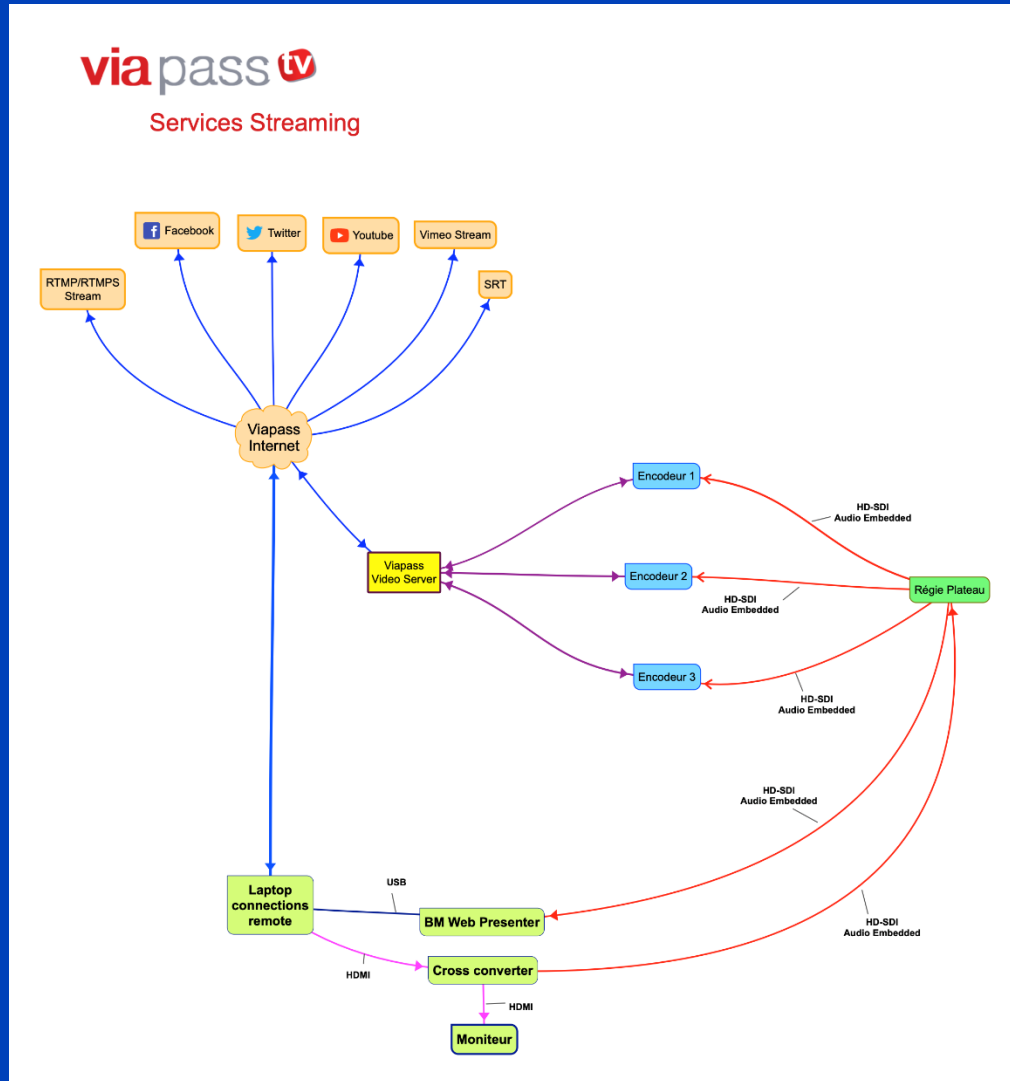 viapass tv
Services Streaming
Facebook
Twitter
Youtube
Vimeo Stream
RTMP/RTMPS
Stream
SRT
Viapass
Internet
Encodeur 1
HD-SDI
Audio Embedded
Viapass
Video Server
Encodeur 2
HD-SDI
Audio Embedded
Régie Plateau
Encodeur 3
HD-SDI
Audio Embedded
HD-SDI
Audio Embedded
Laptop
connections
remote
USB
BM Web Presenter
HD-SDI
Audio Embedded
HDMI
Cross converter
HDMI
Moniteur